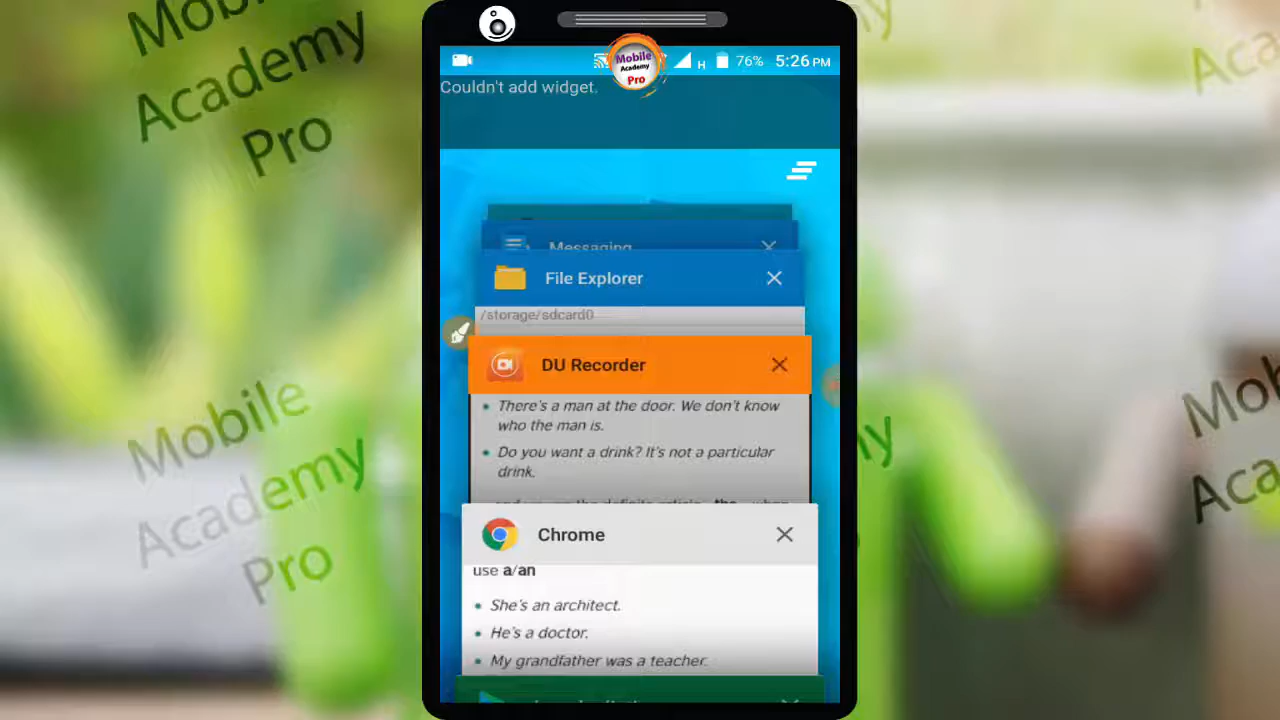 Mobile
Academy
Pro
Mobile
Academy
Pro
Mobile
Academy
Pro
76% 5:26 PM
H
Couldn't add widget.
Messaging
File Explorer
/storage/sdcard0
DU Recorder
There's a man at the door. We don't know
who the man is.
Do you want a drink? It's not a particular
drink.
Chrome
use a/an
She's an architect.
He's a doctor.
My grandfather was a teacher.